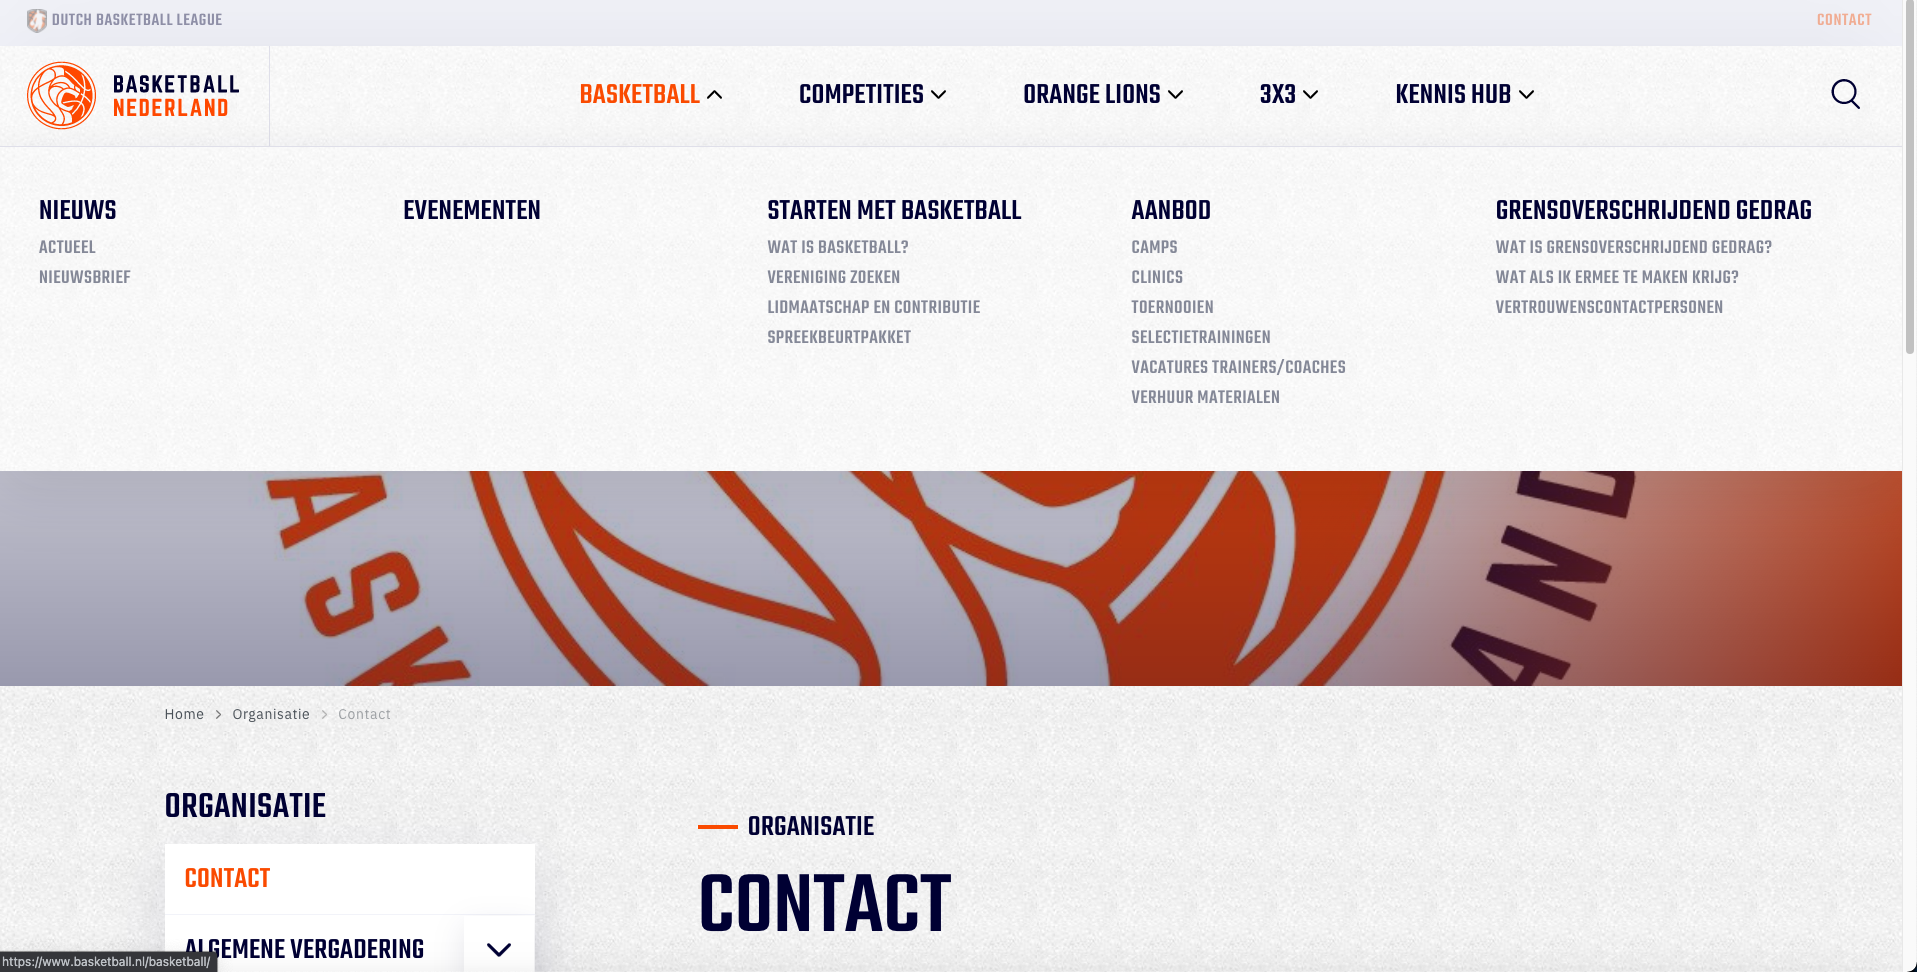 DUTCH BASKETBALL LEAGUE
CONTACT
BASKETBALL
NEDERLAND
BASKETBALL
COMPETITIES
ORANGE LIONS
3X3
KENNIS HUB
NIEUWS
ACTUEEL
NIEUWSBRIEF
EVENEMENTEN
STARTEN MET BASKETBALL
WAT IS BASKETBALL?
VERENIGING ZOEKEN
LIDMAATSCHAP EN CONTRIBUTIE
SPREEKBEURTPAKKET
AANBOD
CAMPS
CLINICS
TOERNOOIEN
SELECTIETRAININGEN
VACATURES TRAINERS/COACHES
VERHUUR MATERIALEN
GRENSOVERSCHRIJDEND GEDRAG
WAT IS GRENSOVERSCHRIJDEND GEDRAG?
WAT ALS IK ERMEE TE MAKEN KRIJG?
VERTROUWENSCONTACTPERSONEN
ASK
AND
Home > Organisatie > Contact
ORGANISATIE
CONTACT
ALGEMENE VERGADERING
ORGANISATIE
CONTACT
https://www.basketball.nl/basketball/